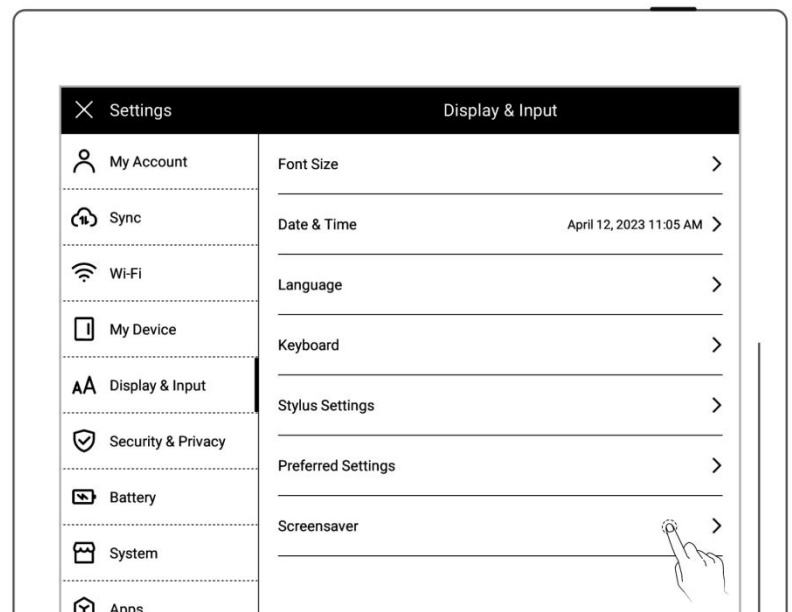 Settings
Display & Input
My Account
Sync
Wi-Fi
My Device
AA Display & Input
Security & Privacy
Battery
System
Apps
Font Size
Date & Time April 12, 2023 11:05 AM
Language
Keyboard
Stylus Settings
Preferred Settings
Screensaver